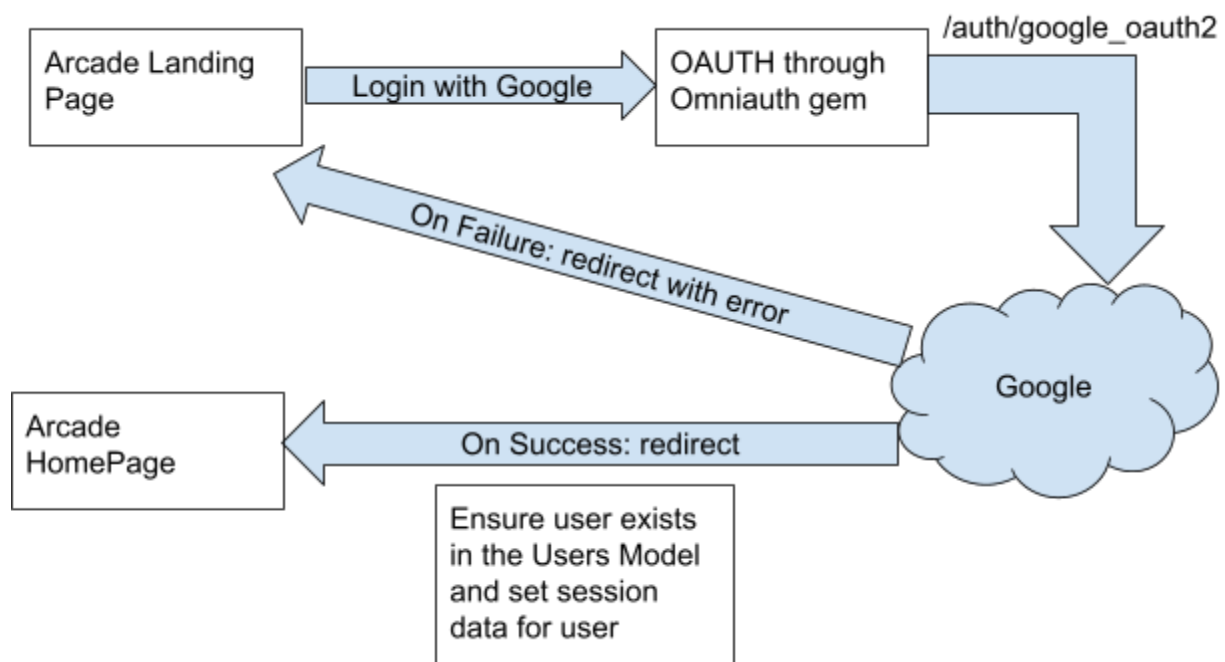 /auth/google_oauth2
Arcade Landing
Page
Login with Google
OAUTH through
Omniauth gem
On Failure: redirect with error
Google
Arcade
HomePage
On Success: redirect
Ensure user exists
in the Users Model
and set session
data for user